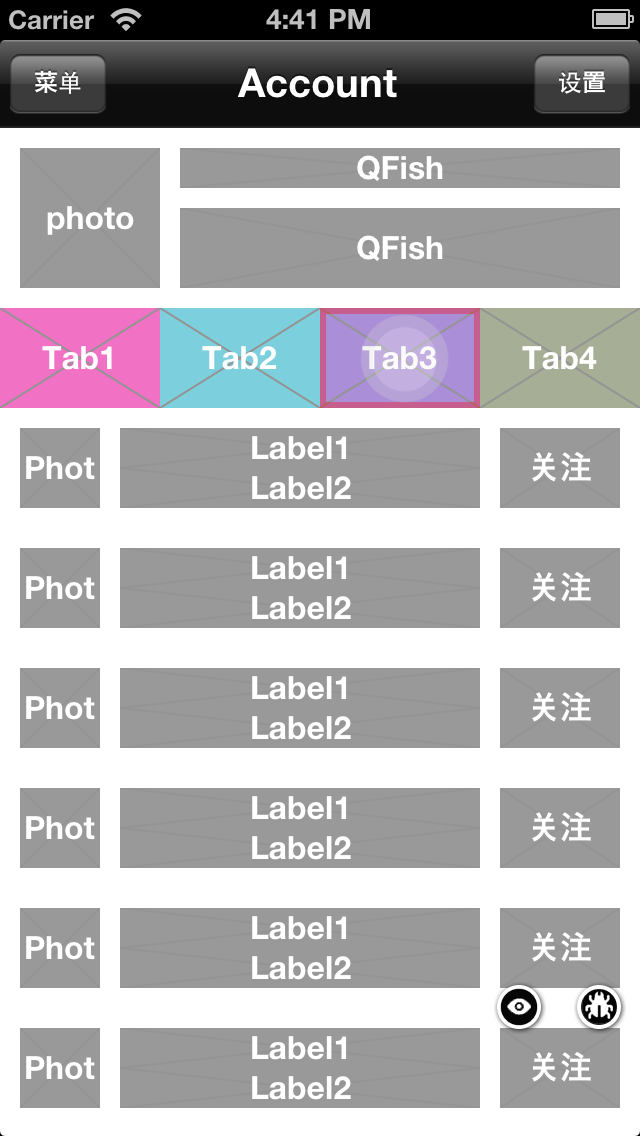 Carrier 4:41 PM
菜单 Account 设置
photo
QFish
QFish
Tab1 Tab2 Tab3 Tab4
Phot
Label1
Label2
关注
Phot
Label1
Label2
关注
Phot
Label1
Label2
关注
Phot
Label1
Label2
关注
Phot
Label1
Label2
关注
Phot
Label1
Label2
关注